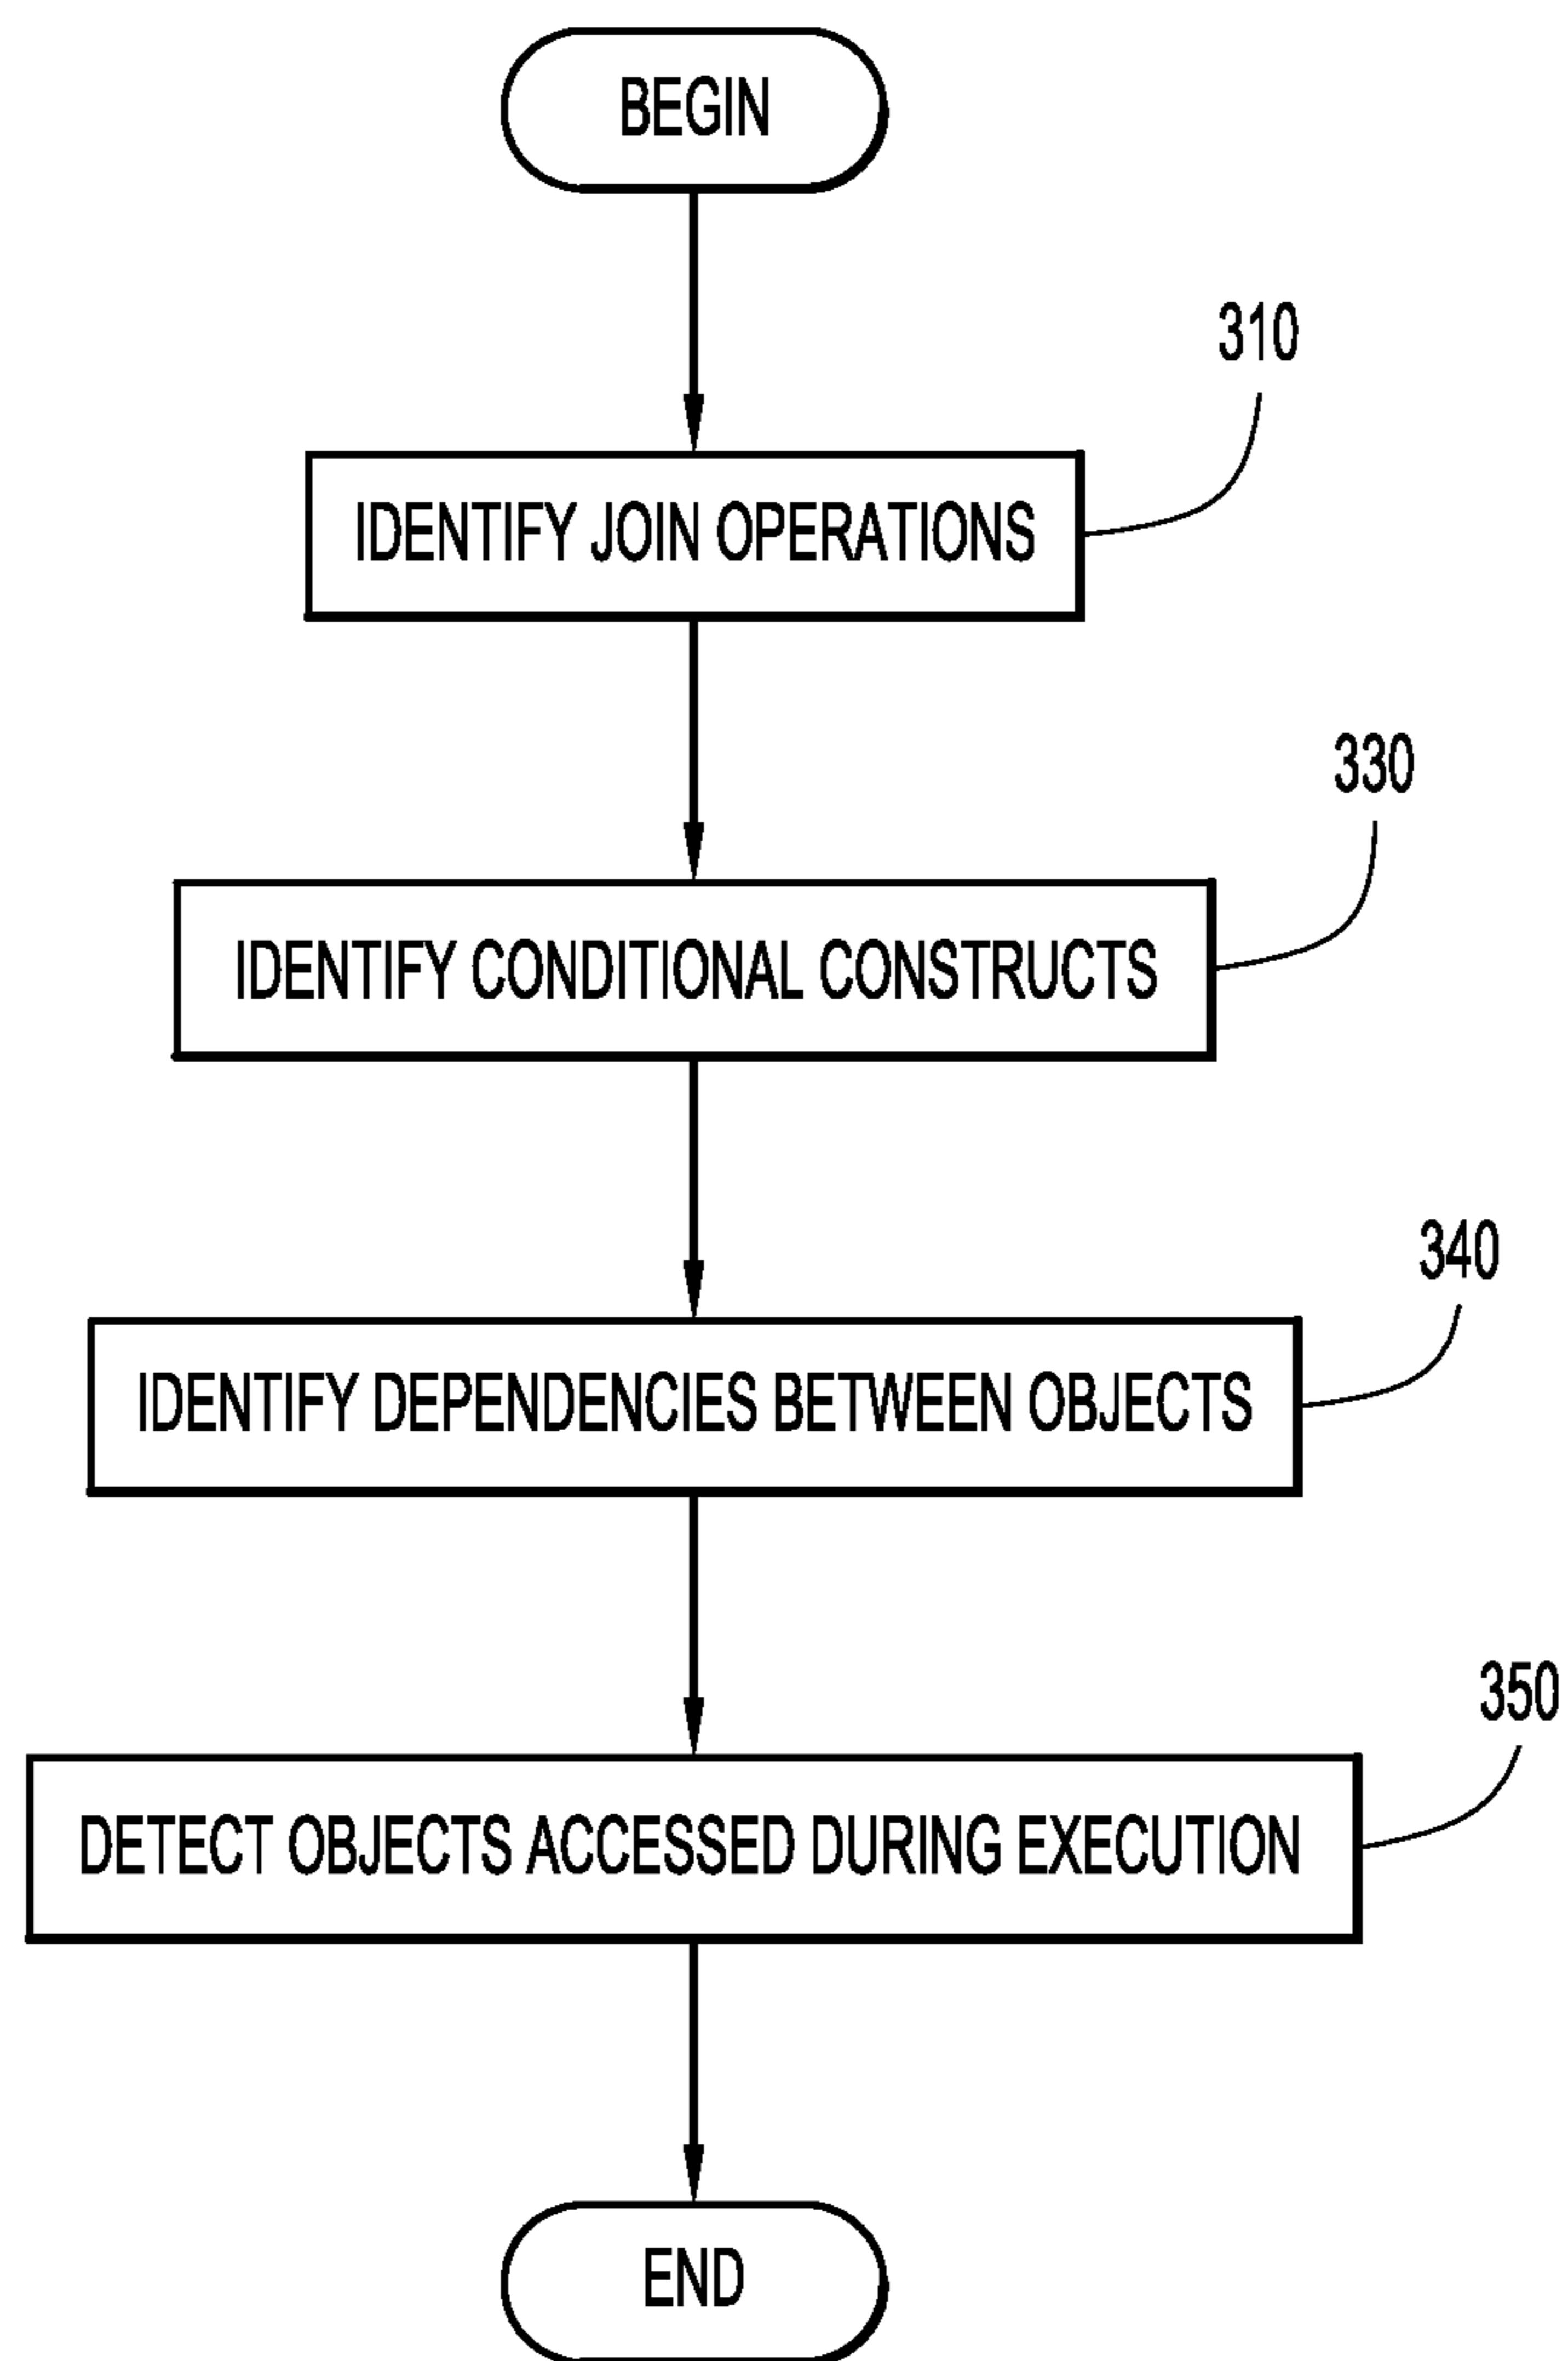 BEGIN
310
IDENTIFY JOIN OPERATIONS
330
IDENTIFY CONDITIONAL CONSTRUCTS
340
IDENTIFY DEPENDENCIES BETWEEN OBJECTS
350
DETECT OBJECTS ACCESSED DURING EXECUTION
END